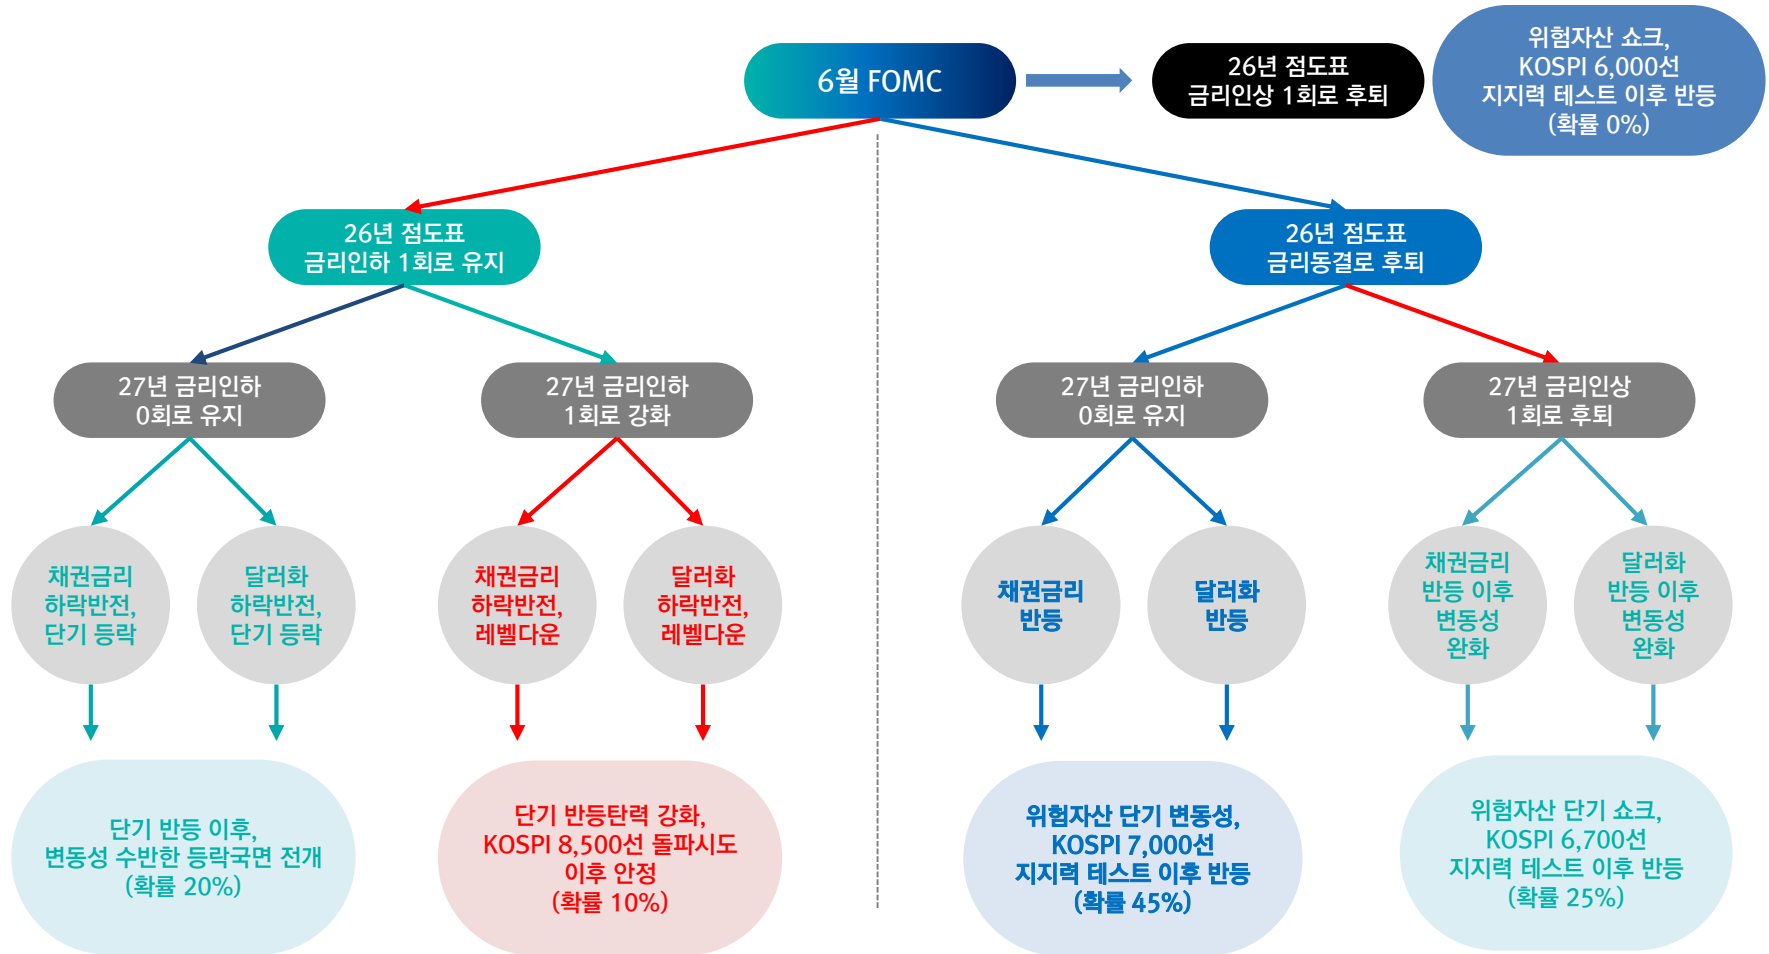 6월 FOMC
26년 점도표
금리인상 1회로 후퇴
위험자산 쇼크,
KOSPI 6,000선
지지력 테스트 이후 반등
(확률 0%)
26년 점도표
금리인하 1회로 유지
26년 점도표
금리동결로 후퇴
27년 금리인하
0회로 유지
27년 금리인하
1회로 강화
27년 금리인하
0회로 유지
27년 금리인상
1회로 후퇴
채권금리
하락반전,
단기 등락
달러화
하락반전,
단기 등락
채권금리
하락반전,
레벨다운
달러화
하락반전,
레벨다운
채권금리
반등
달러화
반등
채권금리
반등 이후
변동성
완화
달러화
반등 이후
변동성
완화
단기 반등 이후,
변동성 수반한 등락국면 전개
(확률 20%)
단기 반등탄력 강화,
KOSPI 8,500선 돌파시도
이후 안정
(확률 10%)
위험자산 단기 변동성,
KOSPI 7,000선
지지력 테스트 이후 반등
(확률 45%)
위험자산 단기 쇼크,
KOSPI 6,700선
지지력 테스트 이후 반등
(확률 25%)